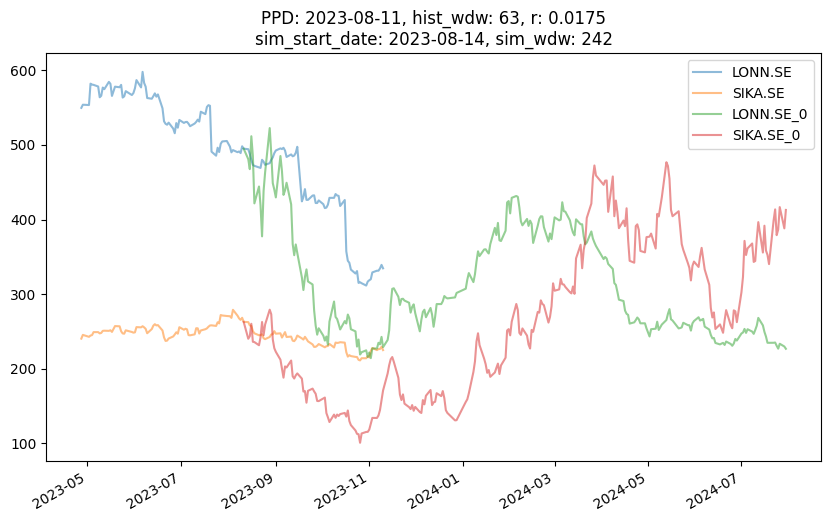 PPD: 2023-08-11, hist_wdw: 63, r: 0.0175
sim_start_date: 2023-08-14, sim_wdw: 242
LONN.SE
SIKA.SE
LONN.SE_0
SIKA.SE_0
600
500
400
300
200
100
2023-05
2023-07
2023-09
2023-11
2024-01
2024-03
2024-05
2024-07